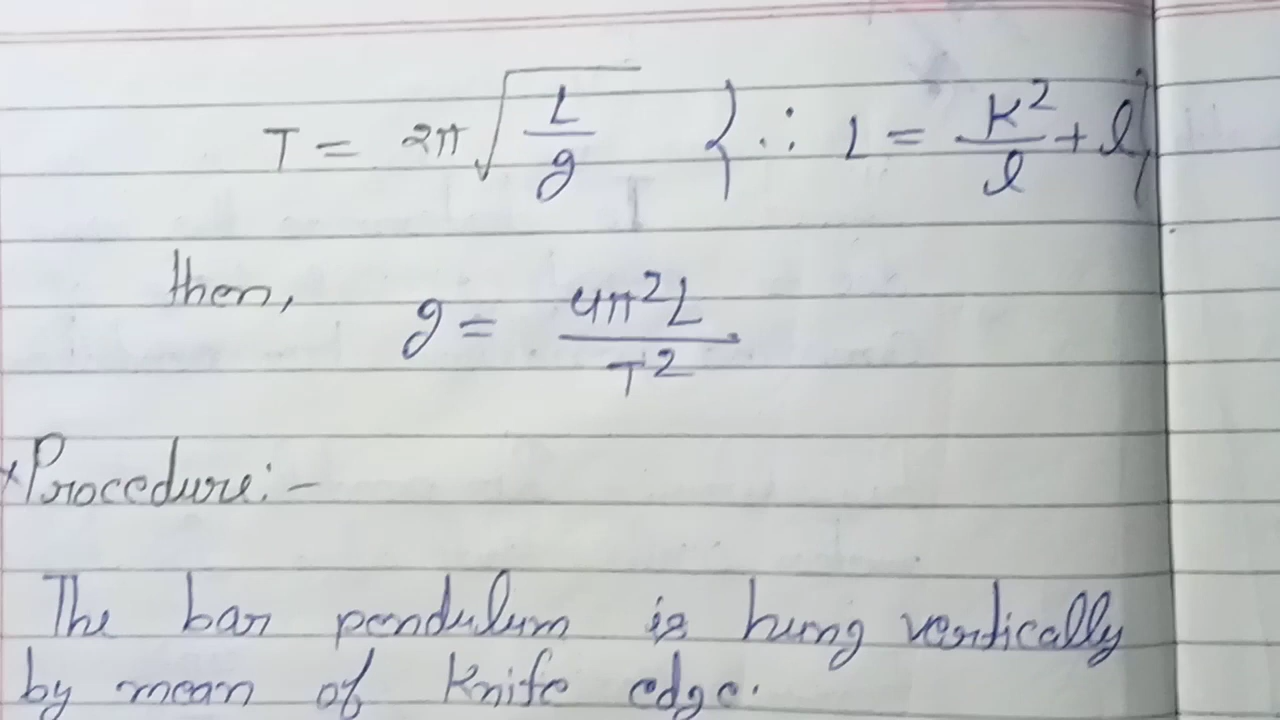 T = 2π√(L/g) } ∴ L = K²/l + l }
then,
g = 4π²L/T²
*Procedure:-
The bar pendulum is hung vertically
by mean of Knife edge.